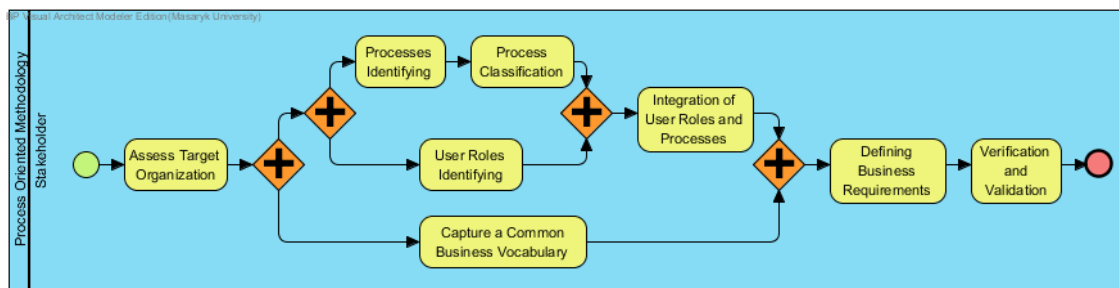 VP Visual Architect Modeler Edition(Masaryk University)
Process Oriented Methodology
Stakeholder
Processes
Identifying
Process
Classification
Integration of
User Roles and
Processes
Assess Target
Organization
User Roles
Identifying
Defining
Business
Requirements
Verification
and
Validation
Capture a Common
Business Vocabulary